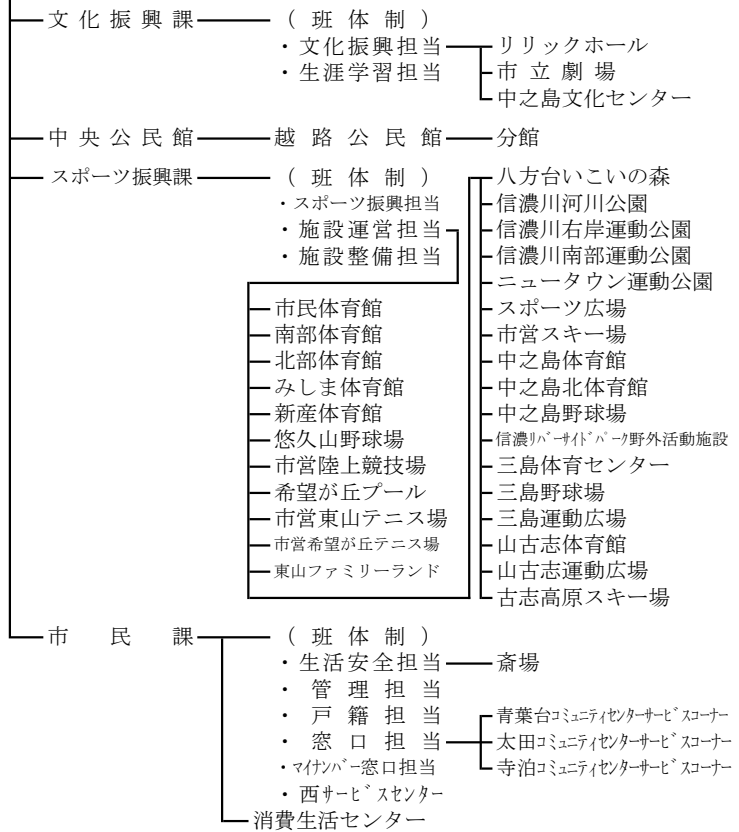 文化振興課 (班体制)
・文化振興担当 リリックホール
・生涯学習担当 市立劇場
中之島文化センター
中央公民館 越路公民館 分館
スポーツ振興課 (班体制)
・スポーツ振興担当
・施設運営担当
・施設整備担当
市民体育館
南部体育館
北部体育館
みしま体育館
新産体育館
悠久山野球場
市営陸上競技場
希望が丘プール
市営東山テニス場
市営希望が丘テニス場
東山ファミリーランド
八方台いこいの森
信濃川河川公園
信濃川右岸運動公園
信濃川南部運動公園
ニュータウン運動公園
スポーツ広場
市営スキー場
中之島体育館
中之島北体育館
中之島野球場
信濃リバーサイドパーク野外活動施設
三島体育センター
三島野球場
三島運動広場
山古志体育館
山古志運動広場
古志高原スキー場
市民課 (班体制)
・生活安全担当 斎場
・管理担当
・戸籍担当 青葉台コミュニティセンターサービスコーナー
・窓口担当 太田コミュニティセンターサービスコーナー
・マイナンバー窓口担当 寺泊コミュニティセンターサービスコーナー
・西サービスセンター
消費生活センター